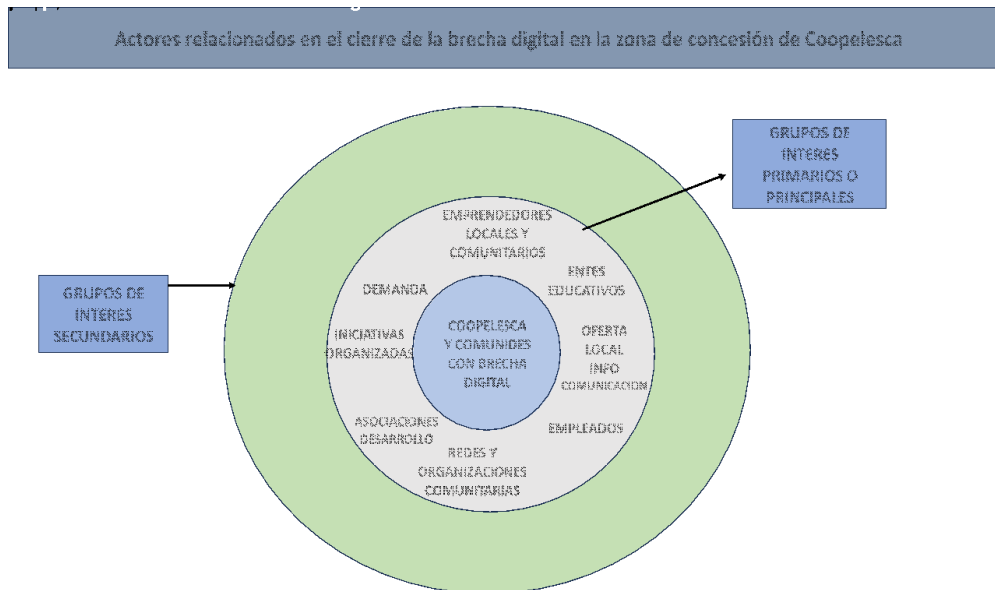 Actores relacionados en el cierre de la brecha digital en la zona de concesión de Coopelesca
GRUPOS DE
INTERES
PRIMARIOS O
PRINCIPALES
EMPRENDEDORES
LOCALES Y
COMUNITARIOS
ENTES
EDUCATIVOS
DEMANDA
GRUPOS DE
INTERES
SECUNDARIOS
INICIATIVAS
ORGANIZADAS
COOPELESCA
Y COMUNIDES
CON BRECHA
DIGITAL
OFERTA
LOCAL
INFO
COMUNICACION
ASOCIACIONES
DESARROLLO
EMPLEADOS
REDES Y
ORGANIZACIONES
COMUNITARIAS